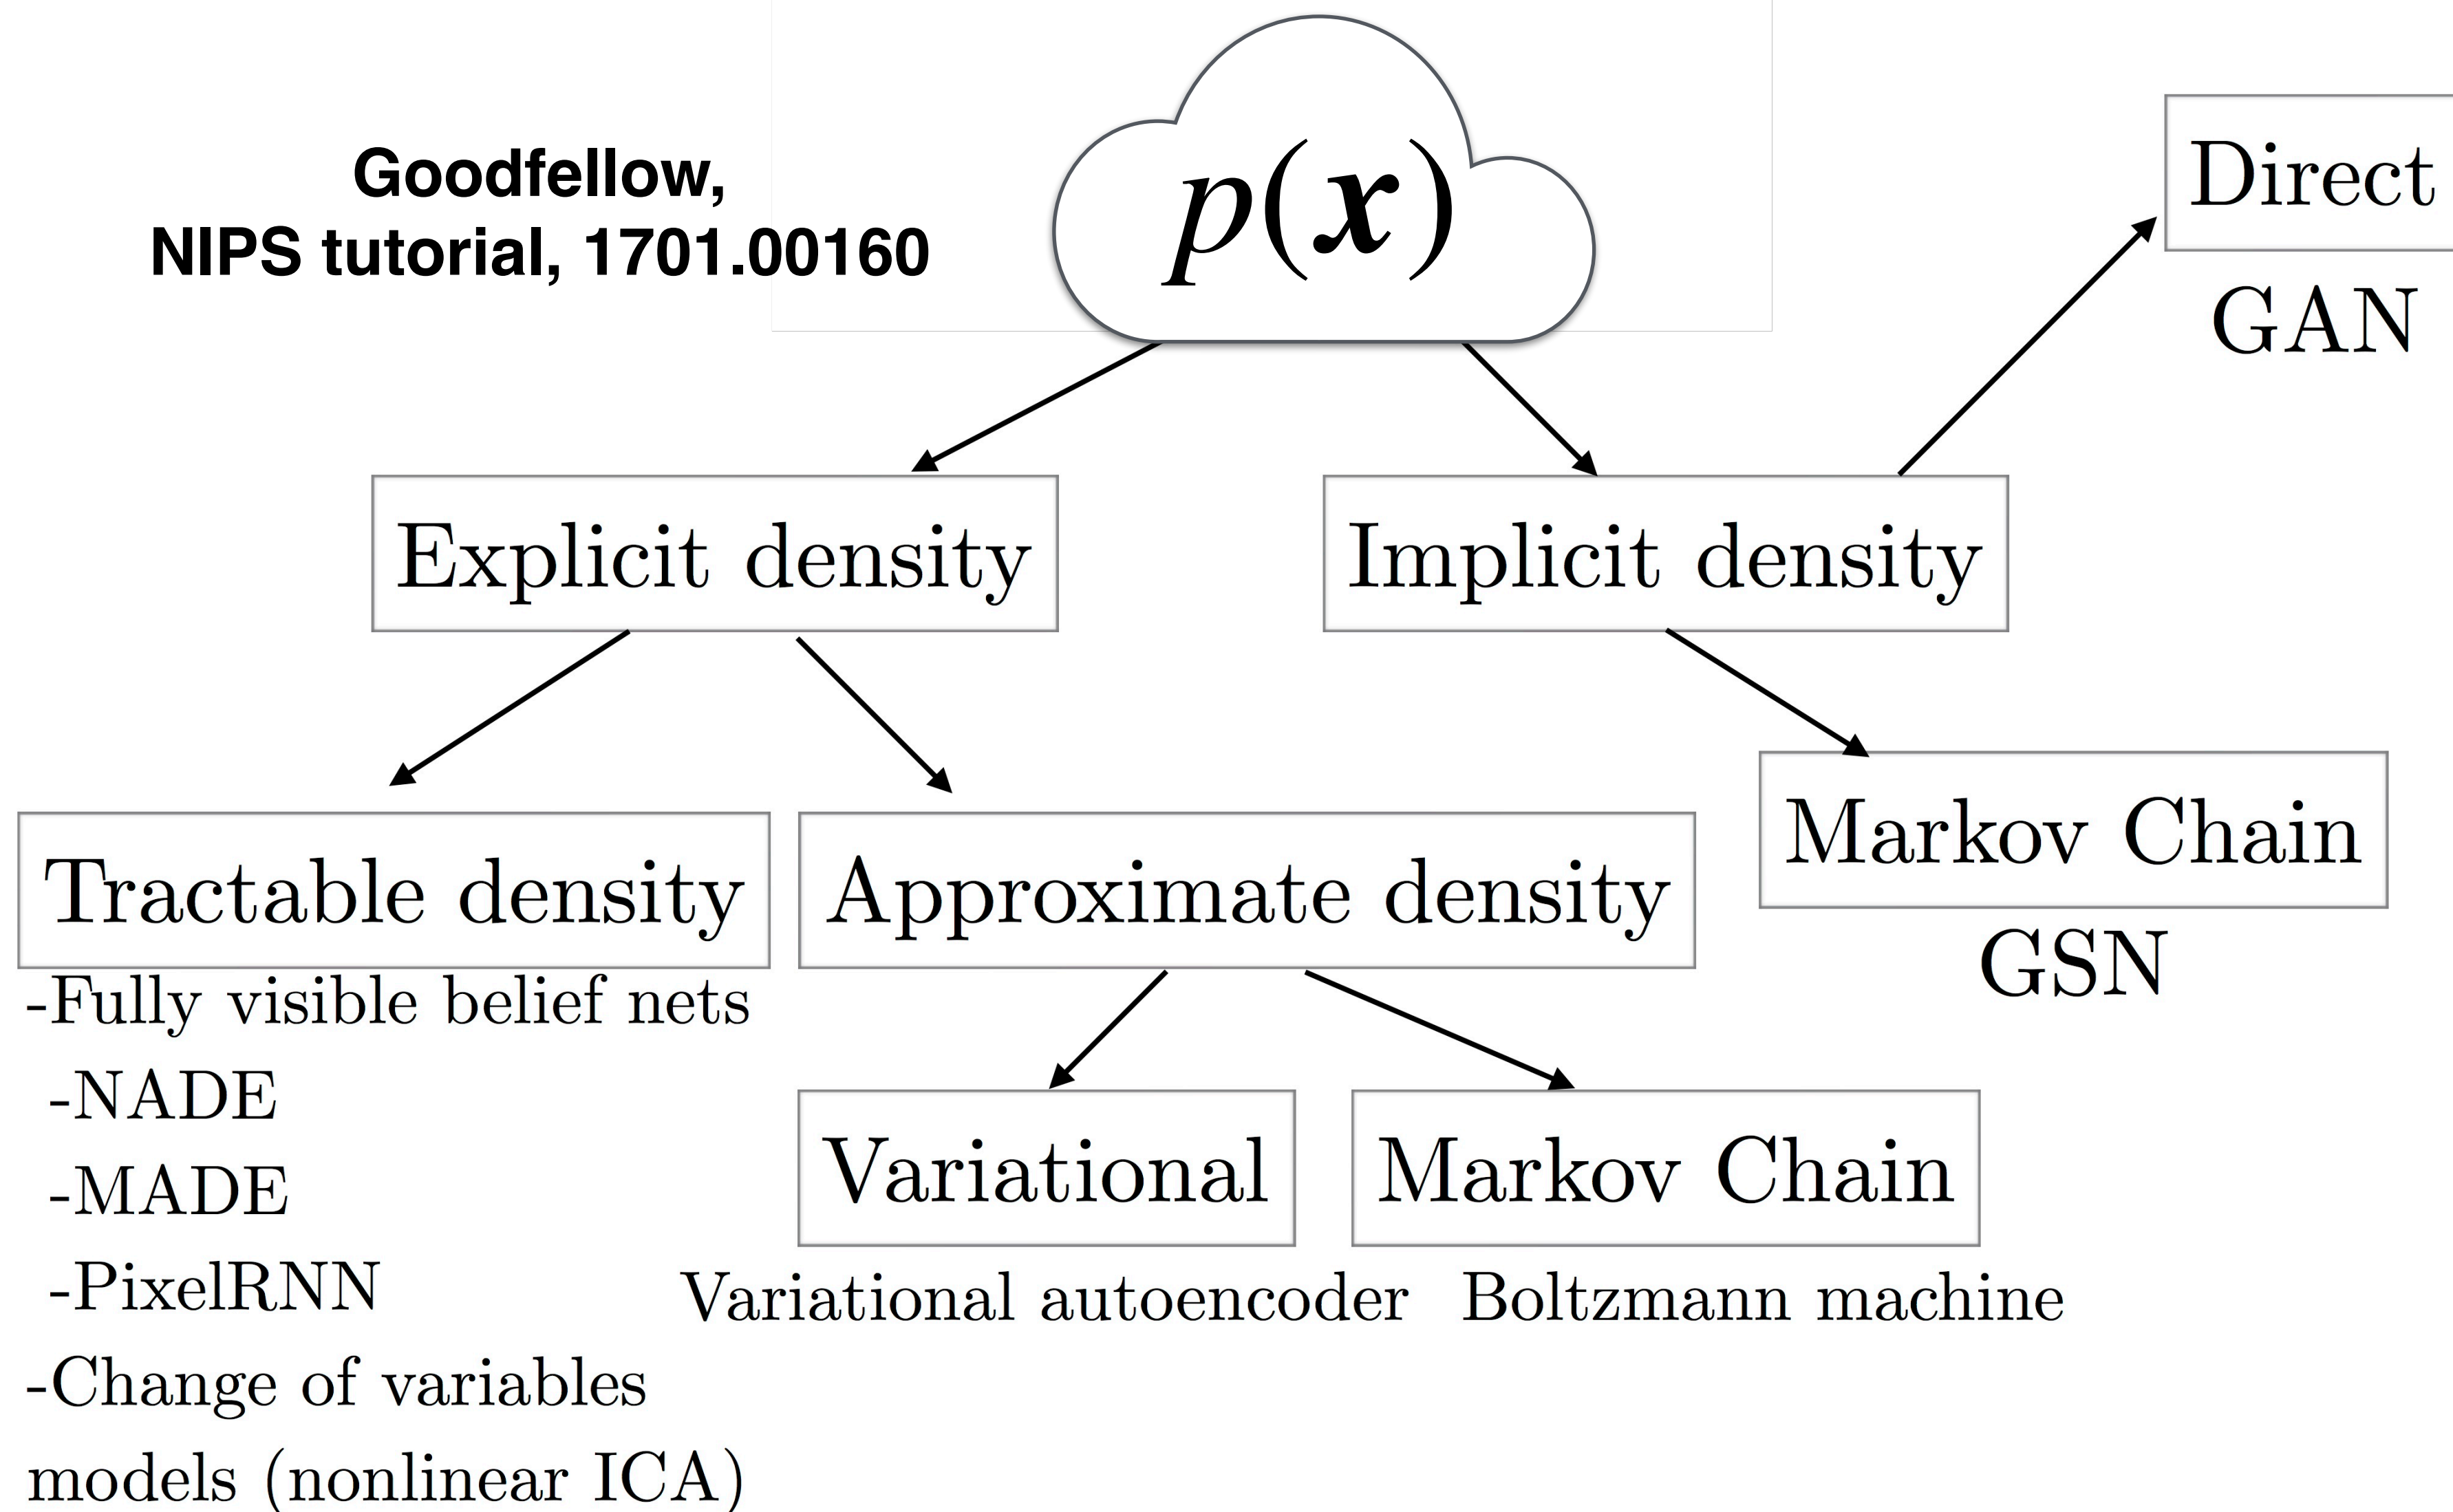 Goodfellow,
NIPS tutorial, 1701.00160
p(x)
Direct
GAN
Explicit density
Implicit density
Tractable density
Approximate density
Markov Chain
GSN
-Fully visible belief nets
-NADE
-MADE
-PixelRNN
-Change of variables
models (nonlinear ICA)
Variational
Markov Chain
Variational autoencoder
Boltzmann machine